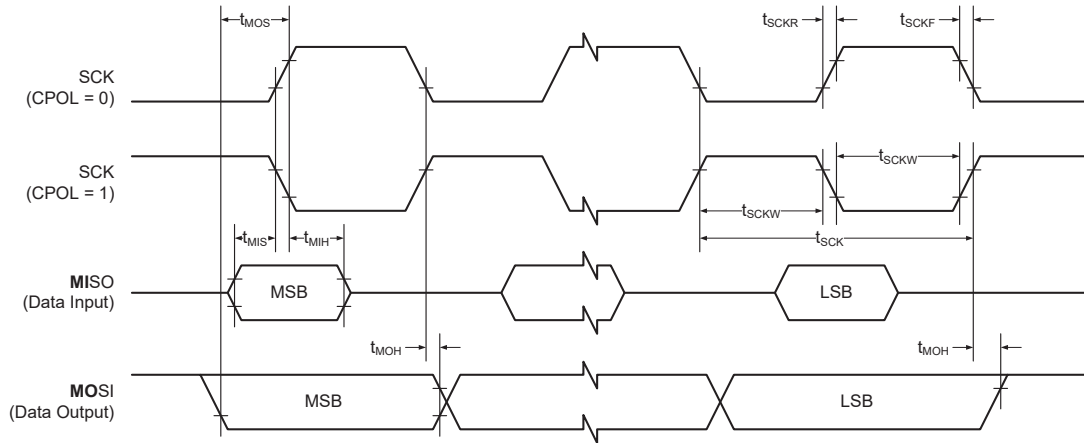 tMOS
tSCKR
tSCKF
SCK
(CPOL = 0)
SCK
(CPOL = 1)
tSCKW
tSCKW
tSCK
tMIS
tMIH
MISO
(Data Input)
MSB
LSB
tMOH
tMOH
MOSI
(Data Output)
MSB
LSB